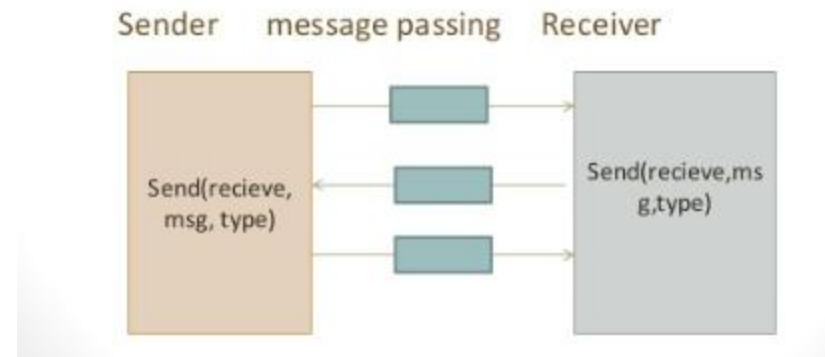 Sender message passing Receiver
Send(recieve,
msg, type)
Send(recieve,ms
g,type)